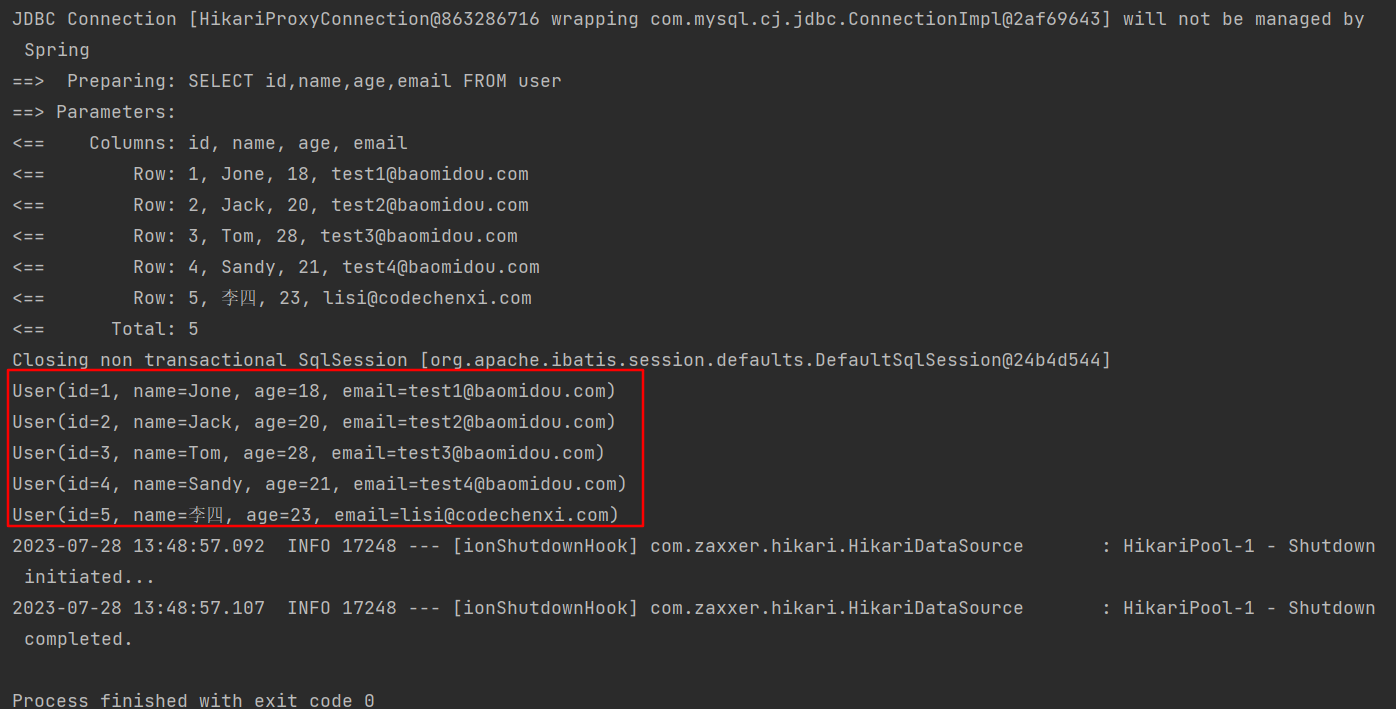 JDBC Connection [HikariProxyConnection@863286716 wrapping com.mysql.cj.jdbc.ConnectionImpl@2af69643] will not be managed by
Spring
==>  Preparing: SELECT id,name,age,email FROM user
==> Parameters:
<==    Columns: id, name, age, email
<==        Row: 1, Jone, 18, test1@baomidou.com
<==        Row: 2, Jack, 20, test2@baomidou.com
<==        Row: 3, Tom, 28, test3@baomidou.com
<==        Row: 4, Sandy, 21, test4@baomidou.com
<==        Row: 5, 李四, 23, lisi@codechenxi.com
<==      Total: 5
Closing non transactional SqlSession [org.apache.ibatis.session.defaults.DefaultSqlSession@24b4d544]
User(id=1, name=Jone, age=18, email=test1@baomidou.com)
User(id=2, name=Jack, age=20, email=test2@baomidou.com)
User(id=3, name=Tom, age=28, email=test3@baomidou.com)
User(id=4, name=Sandy, age=21, email=test4@baomidou.com)
User(id=5, name=李四, age=23, email=lisi@codechenxi.com)
2023-07-28 13:48:57.092  INFO 17248 --- [ionShutdownHook] com.zaxxer.hikari.HikariDataSource       : HikariPool-1 - Shutdown
initiated...
2023-07-28 13:48:57.107  INFO 17248 --- [ionShutdownHook] com.zaxxer.hikari.HikariDataSource       : HikariPool-1 - Shutdown
completed.
Process finished with exit code 0